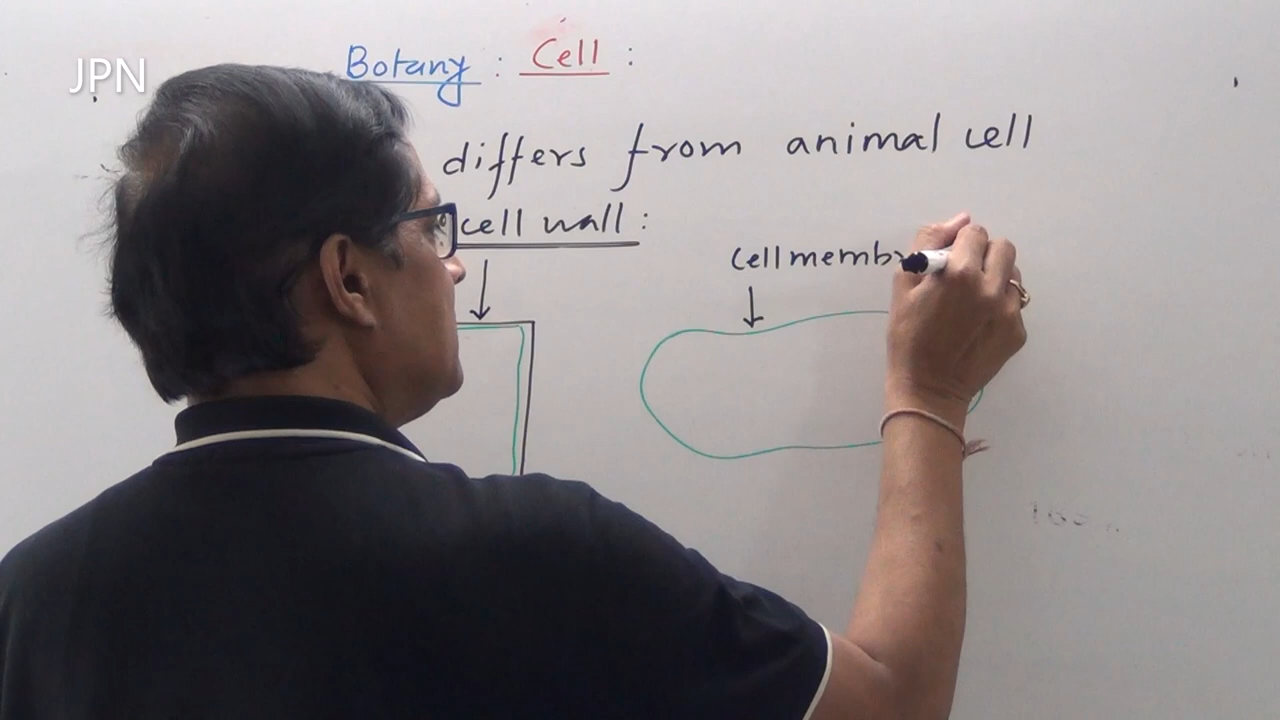 JPN
Botany : Cell :
differs from animal cell
cell wall :
Cell memb